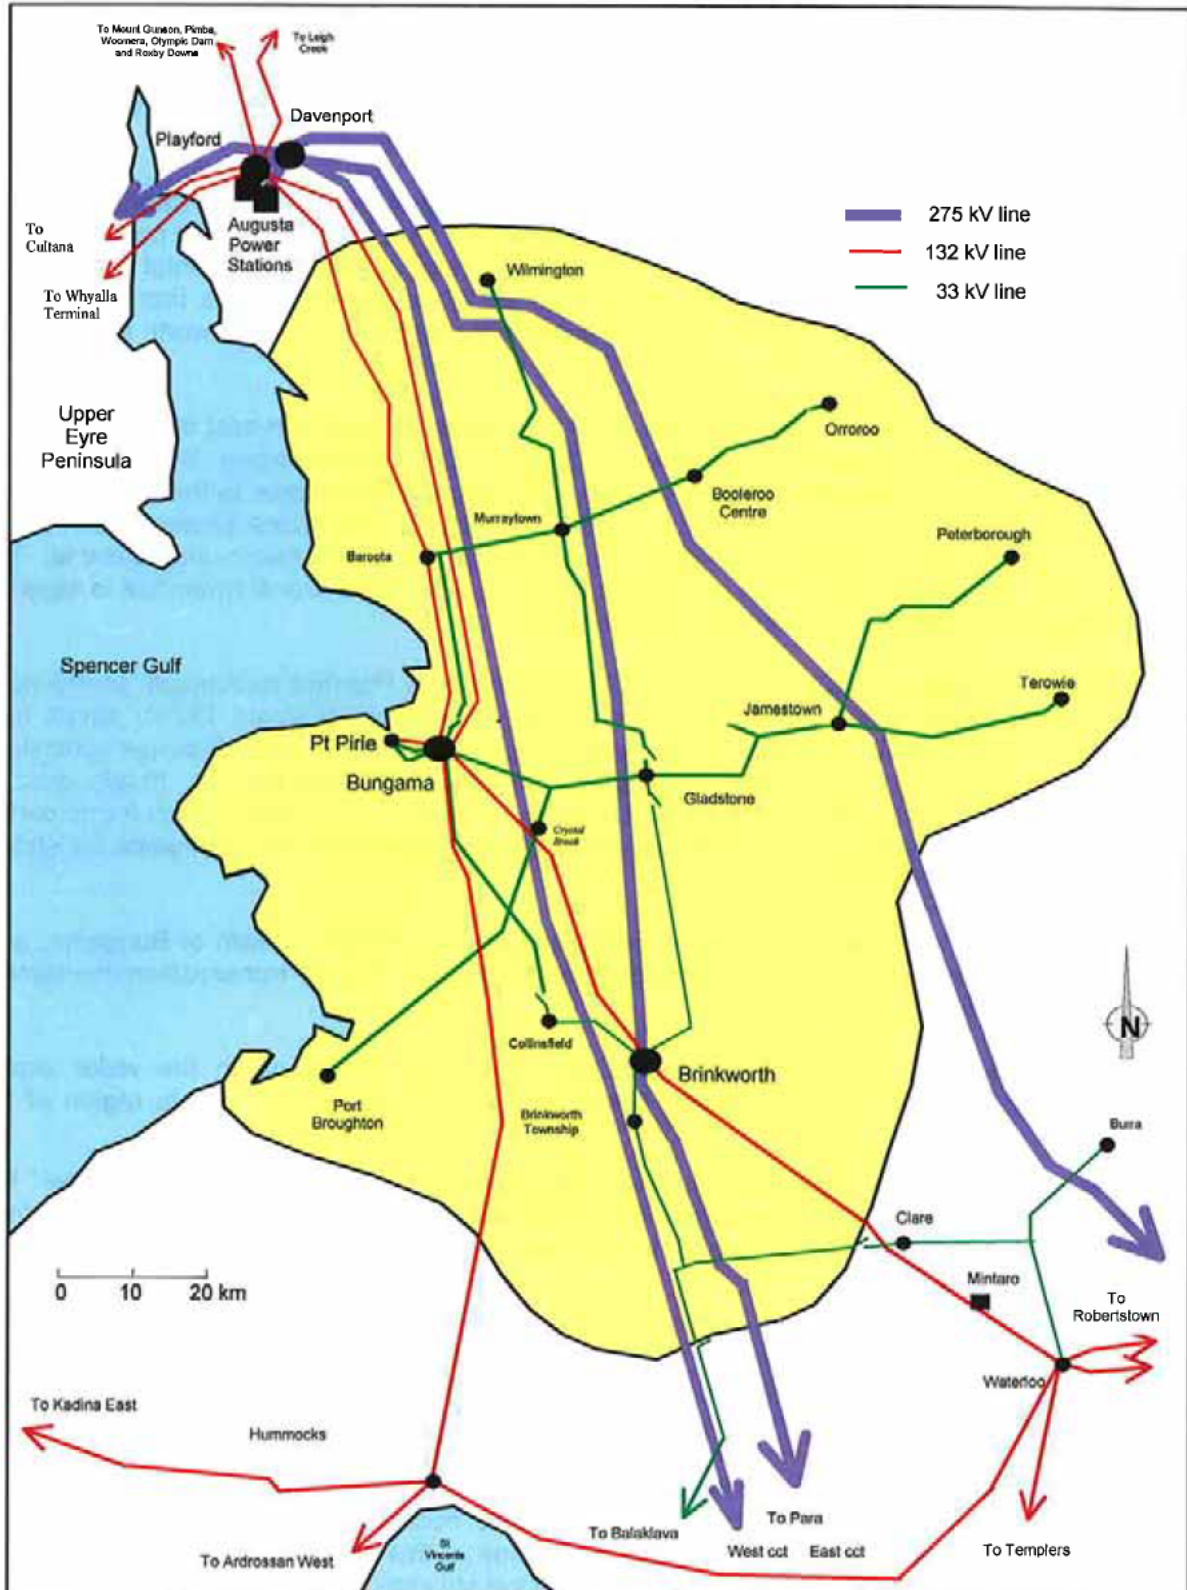 To Mount Gunson, Pimba,
Woomera, Olympic Dam
and Roxby Downs
To Leigh
Creek
Davenport
Playford
Augusta
Power
Stations
To
Cultana
To Whyalla
Terminal
275 kV line
132 kV line
33 kV line
Wilmington
Upper
Eyre
Peninsula
Orroroo
Booleroo
Centre
Murraytown
Baroota
Peterborough
Spencer Gulf
Terowie
Jamestown
Pt Pirie
Bungama
Gladstone
Crystal
Brook
N
Collinsfield
Brinkworth
Port
Broughton
Brinkworth
Township
Burra
Clare
Mintaro
0 10 20 km
To
Robertstown
Waterloo
To Kadina East
Hummocks
To Para
To Balaklava
West cct East cct
To Ardrossan West
St
Vincents
Gulf
To Templers